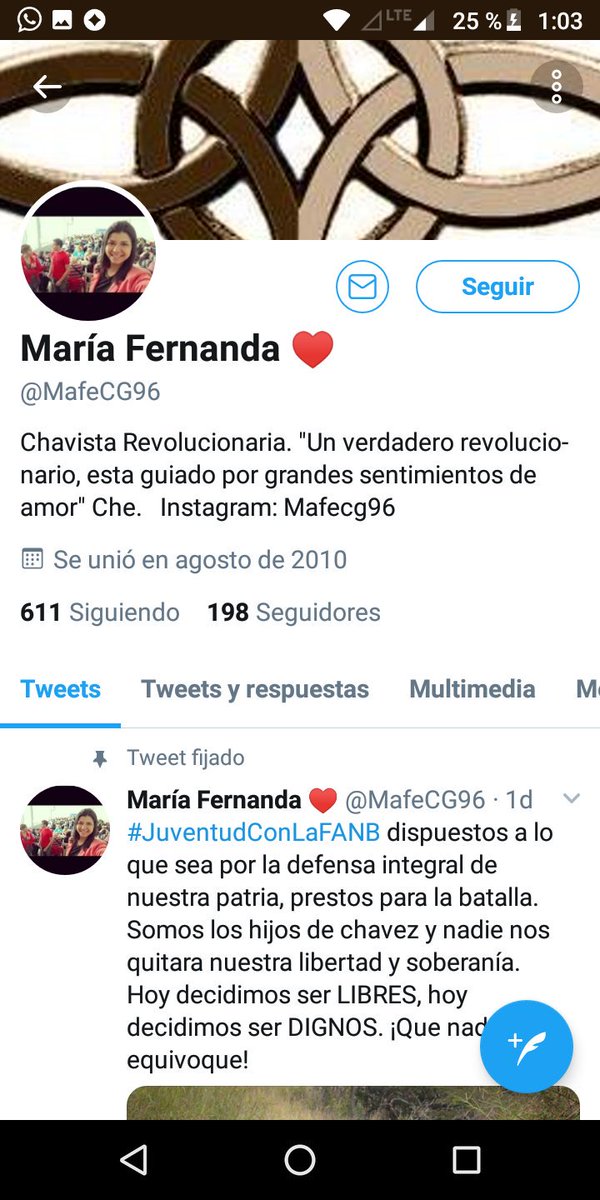 LTE 25 % 1:03
Seguir
María Fernanda ♥️
@MafeCG96
Chavista Revolucionaria. "Un verdadero revolucio-
nario, esta guiado por grandes sentimientos de
amor" Che. Instagram: Mafecg96
Se unió en agosto de 2010
611 Siguiendo 198 Seguidores
Tweets Tweets y respuestas Multimedia M
Tweet fijado
María Fernanda ♥️ @MafeCG96 · 1d
#JuventudConLaFANB dispuestos a lo
que sea por la defensa integral de
nuestra patria, prestos para la batalla.
Somos los hijos de chavez y nadie nos
quitara nuestra libertad y soberanía.
Hoy decidimos ser LIBRES, hoy
decidimos ser DIGNOS. ¡Que nad
equivoque!